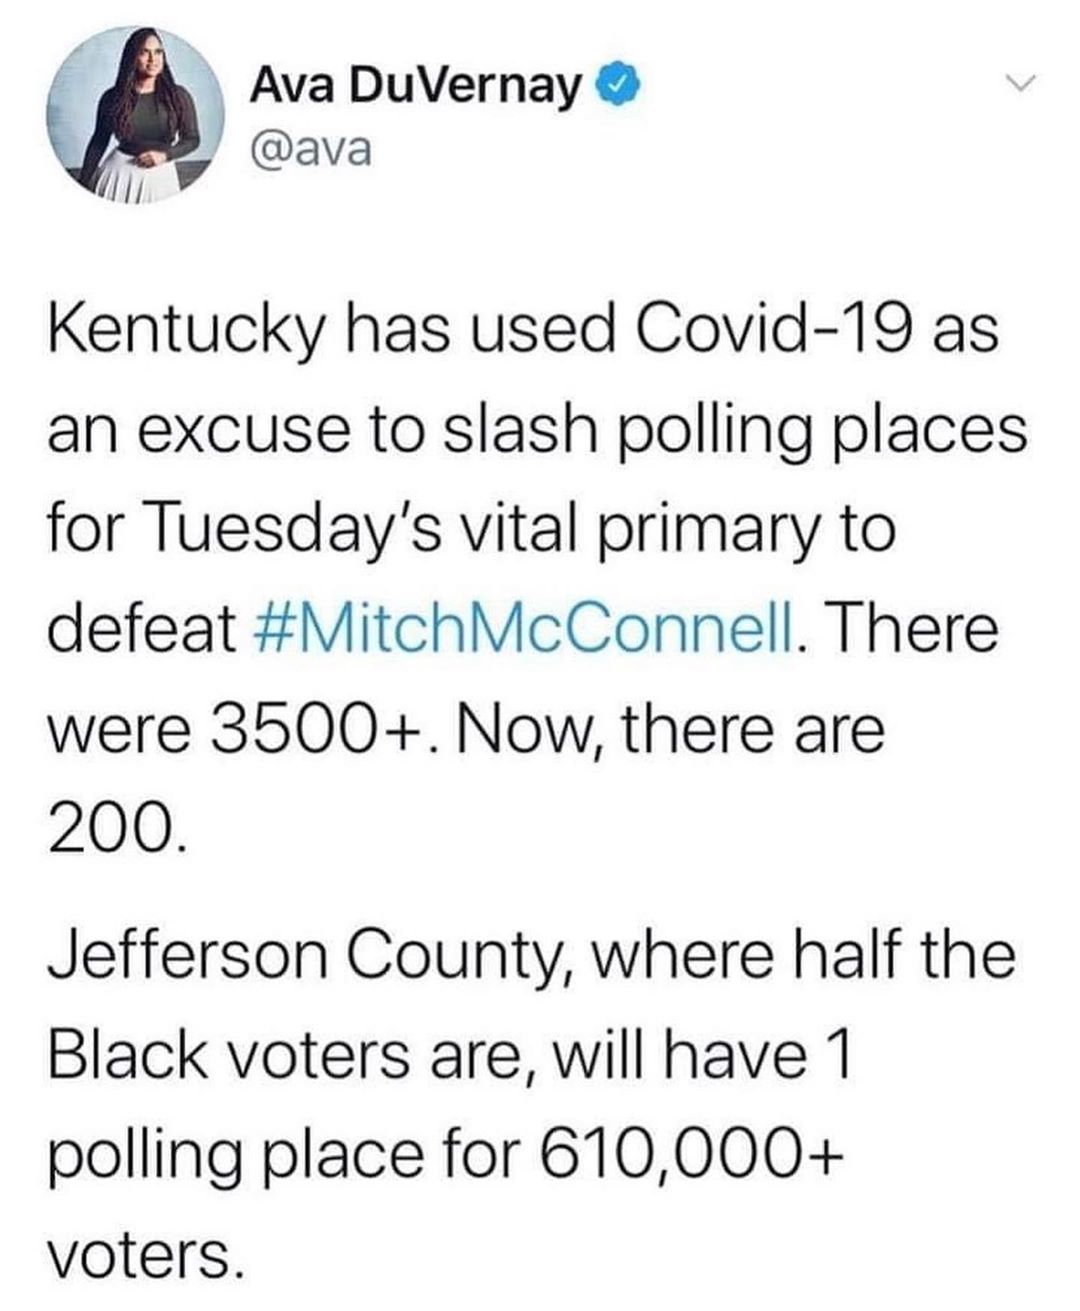 Ava DuVernay
@ava
Kentucky has used Covid-19 as
an excuse to slash polling places
for Tuesday's vital primary to
defeat #MitchMcConnell. There
were 3500+. Now, there are
200.
Jefferson County, where half the
Black voters are, will have 1
polling place for 610,000+
voters.